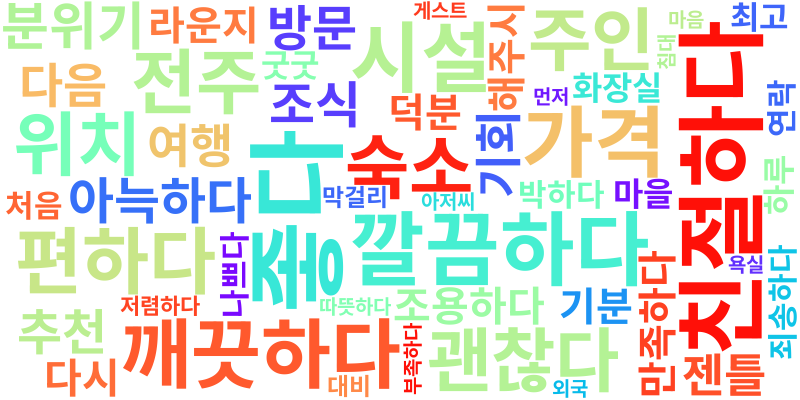 분위기
라운지
방문
게스트
시설
해주시
주인
마음
최고
다음
전주
굿굿
침대
조식
덕분
먼저
화장실
연락
위치
여행
좋다
숙소
기회
가격
친절하다
하루
처음
아늑하다
막걸리
아저씨
박하다
마을
편하다
나쁘다
깔끔하다
욕실
저렴하다
따뜻하다
조용하다
기분
만족하다
죄송하다
추천
깨끗하다
부족하다
괜찮다
젠틀
다시
대비
외국